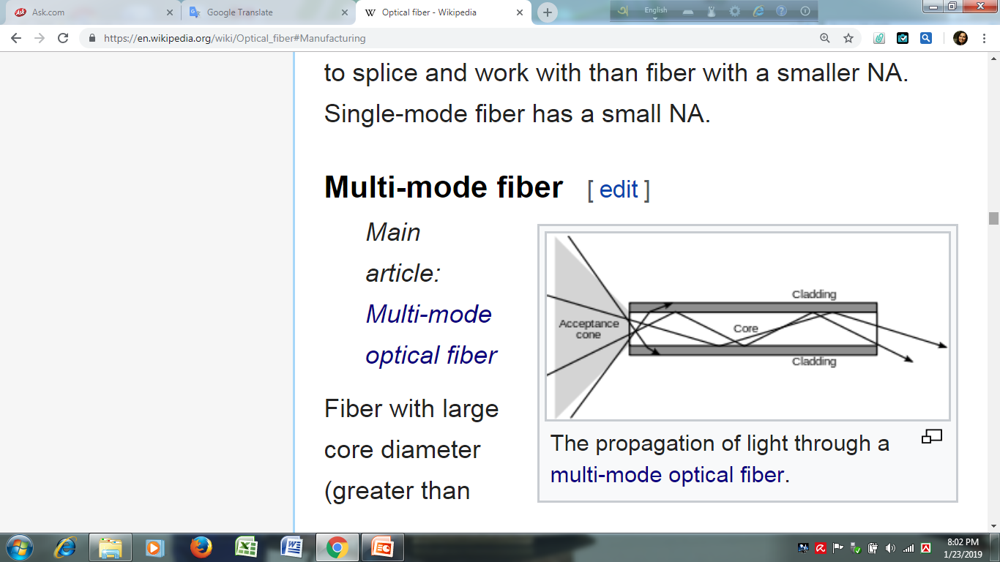 Ask.com
Google Translate
Optical fiber - Wikipedia
English
https://en.wikipedia.org/wiki/Optical_fiber#Manufacturing
to splice and work with than fiber with a smaller NA.
Single-mode fiber has a small NA.
Multi-mode fiber [ edit ]
Main
article:
Multi-mode
optical fiber
Fiber with large
core diameter
(greater than
Cladding
Acceptance
cone
Core
Cladding
The propagation of light through a
multi-mode optical fiber.
8:02 PM
1/23/2019